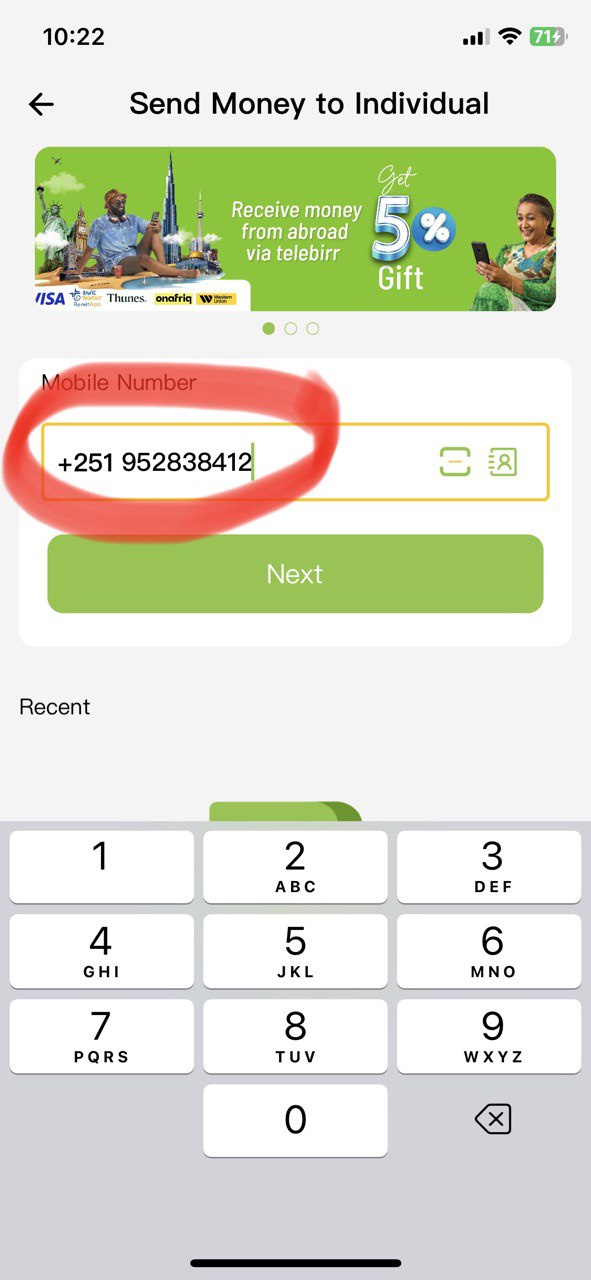 10:22
71
Send Money to Individual
Get
Receive money
from abroad
via telebirr
5%
Gift
VISA
Thunes.
onafriq
Western
Union
Mobile Number
+251 952838412
Next
Recent
1
2
ABC
3
DEF
4
GHI
5
JKL
6
MNO
7
PQRS
8
TUV
9
WXYZ
0